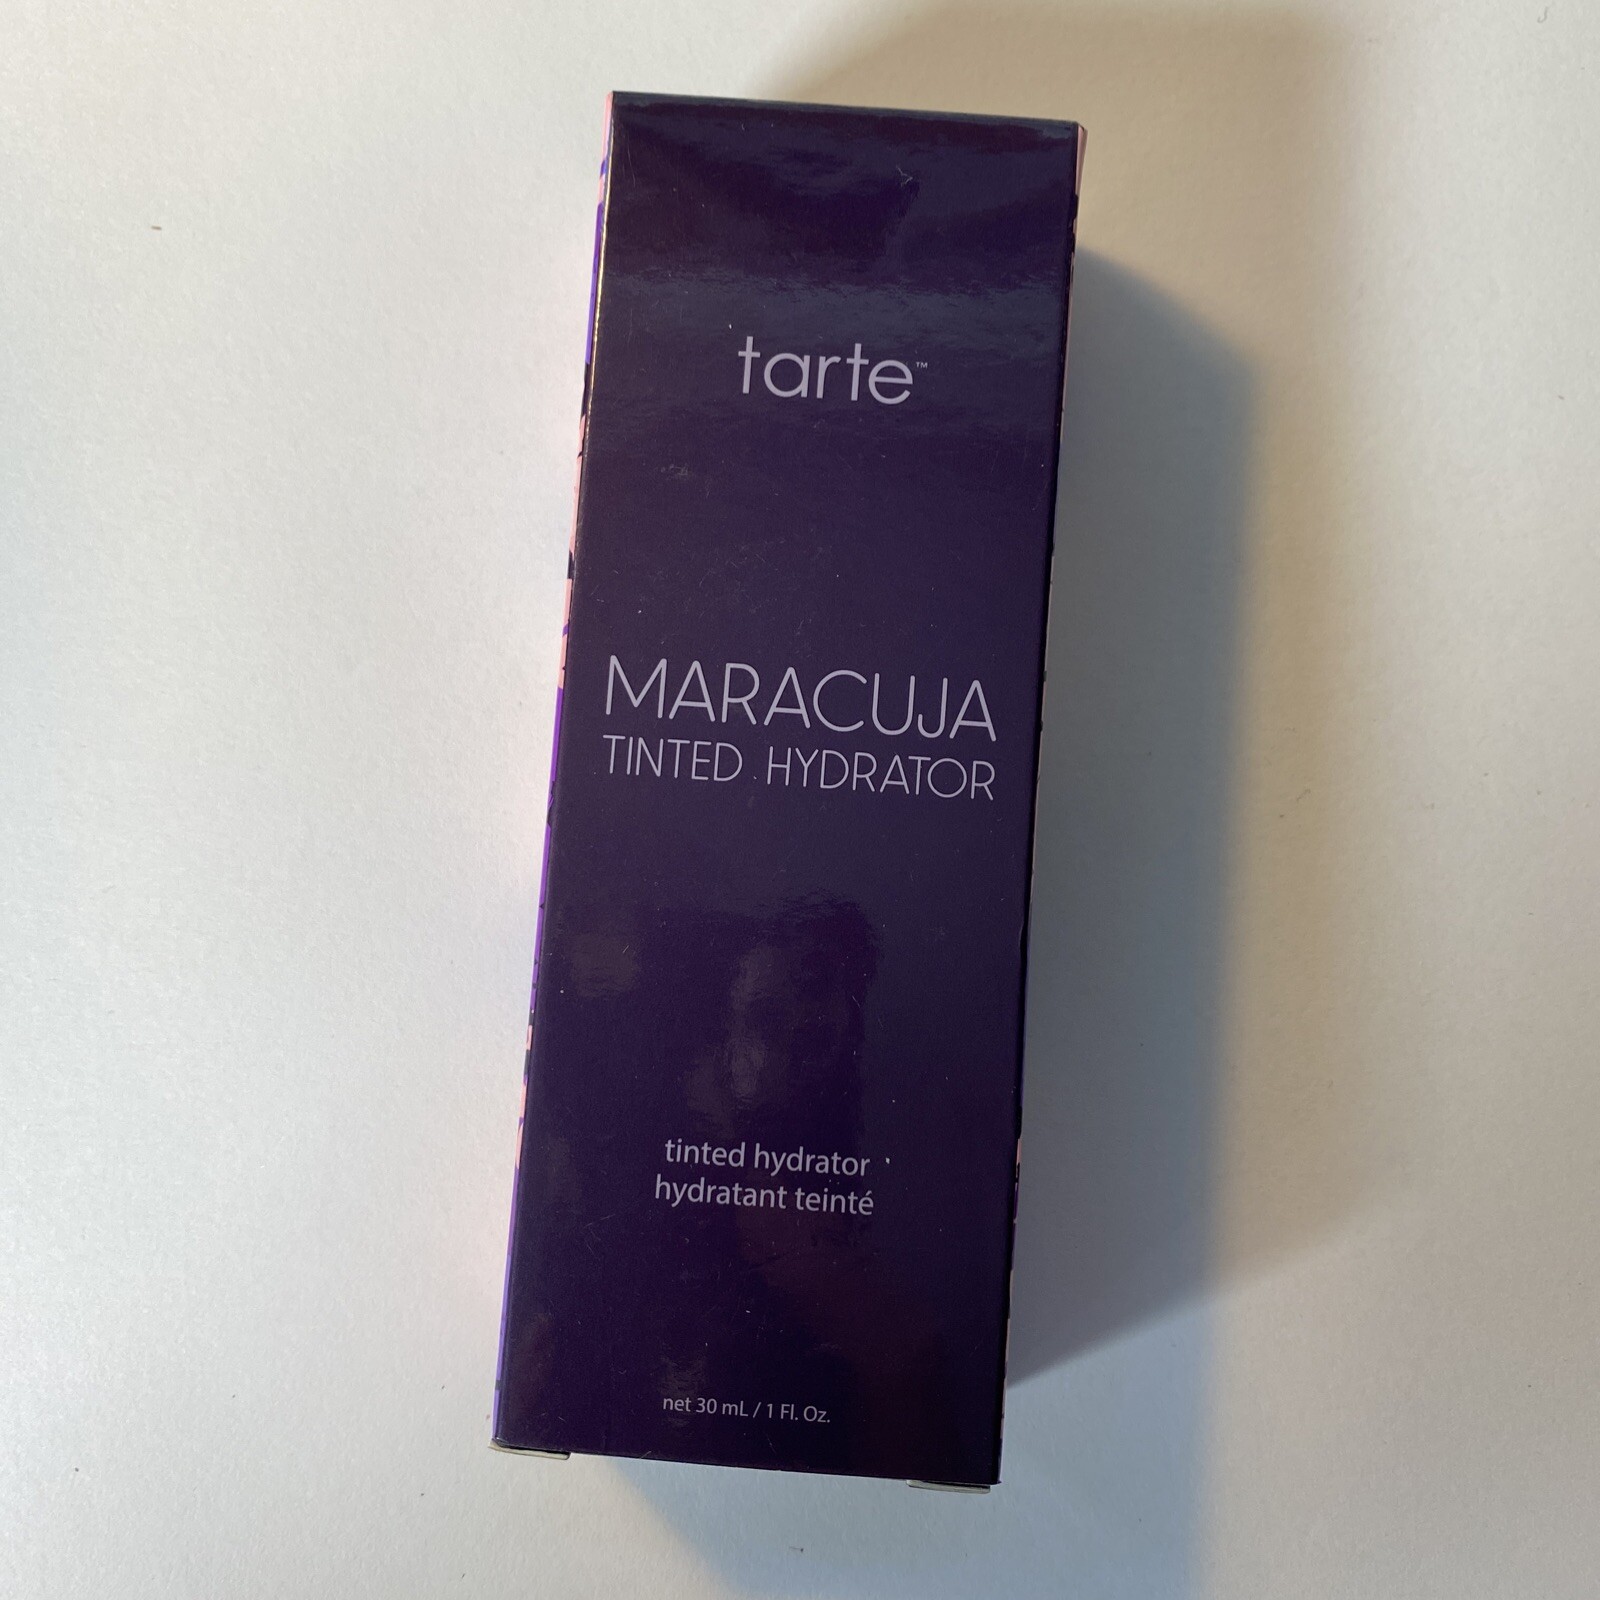 tarte™
MARACUJA
TINTED HYDRATOR
tinted hydrator
hydratant teinté
net 30 mL / 1 Fl. Oz.